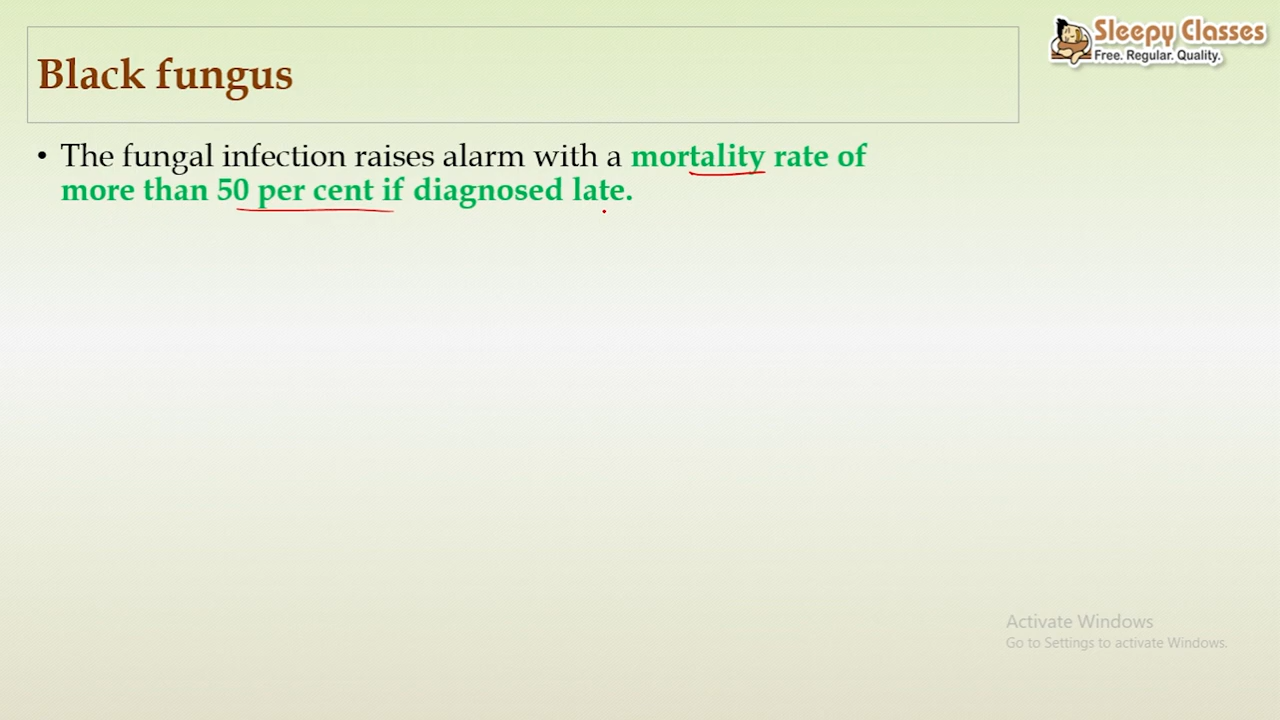 Sleepy Classes
Free. Regular. Quality.
Black fungus
• The fungal infection raises alarm with a mortality rate of
more than 50 per cent if diagnosed late.
Activate Windows
Go to Settings to activate Windows.